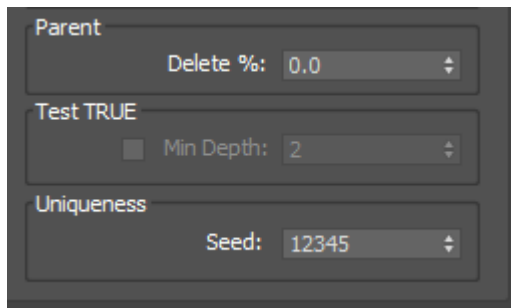 Parent
Delete %: 0.0
Test TRUE
Min Depth: 2
Uniqueness
Seed: 12345